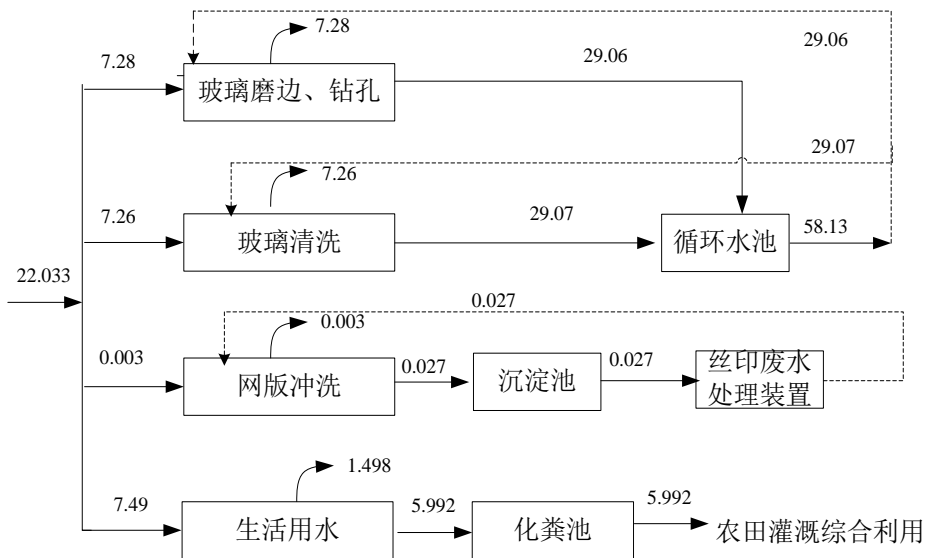 7.28
29.06
7.28
29.06
玻璃磨边、钻孔
29.07
7.26
7.26
29.07
58.13
玻璃清洗
循环水池
22.033
0.027
0.003
0.003
0.027
0.027
网版冲洗
沉淀池
丝印废水
处理装置
1.498
7.49
5.992
5.992
生活用水
化粪池
农田灌溉综合利用